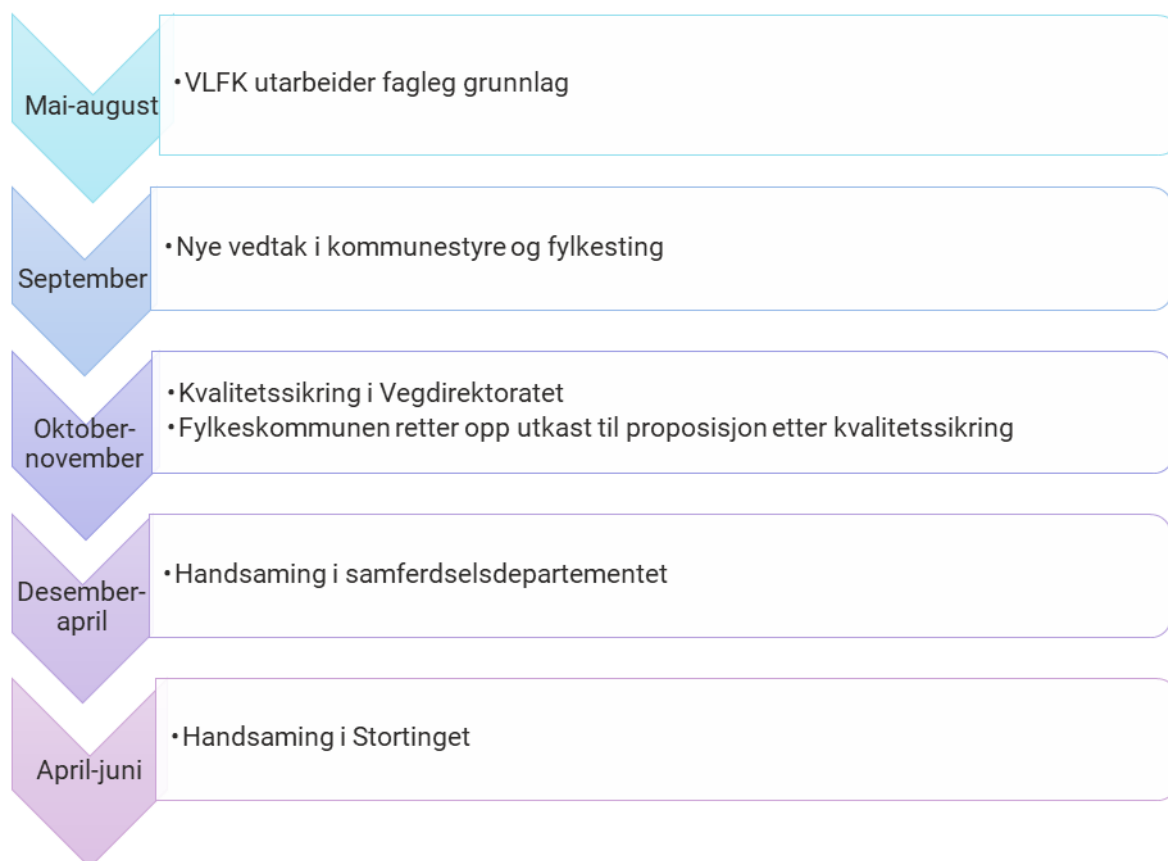 Mai-august
•VLFK utarbeider fagleg grunnlag
September
•Nye vedtak i kommunestyre og fylkesting
Oktober-
november
•Kvalitetssikring i Vegdirektoratet
•Fylkeskommunen retter opp utkast til proposisjon etter kvalitetssikring
Desember-
april
•Handsaming i samferdselsdepartementet
April-juni
•Handsaming i Stortinget